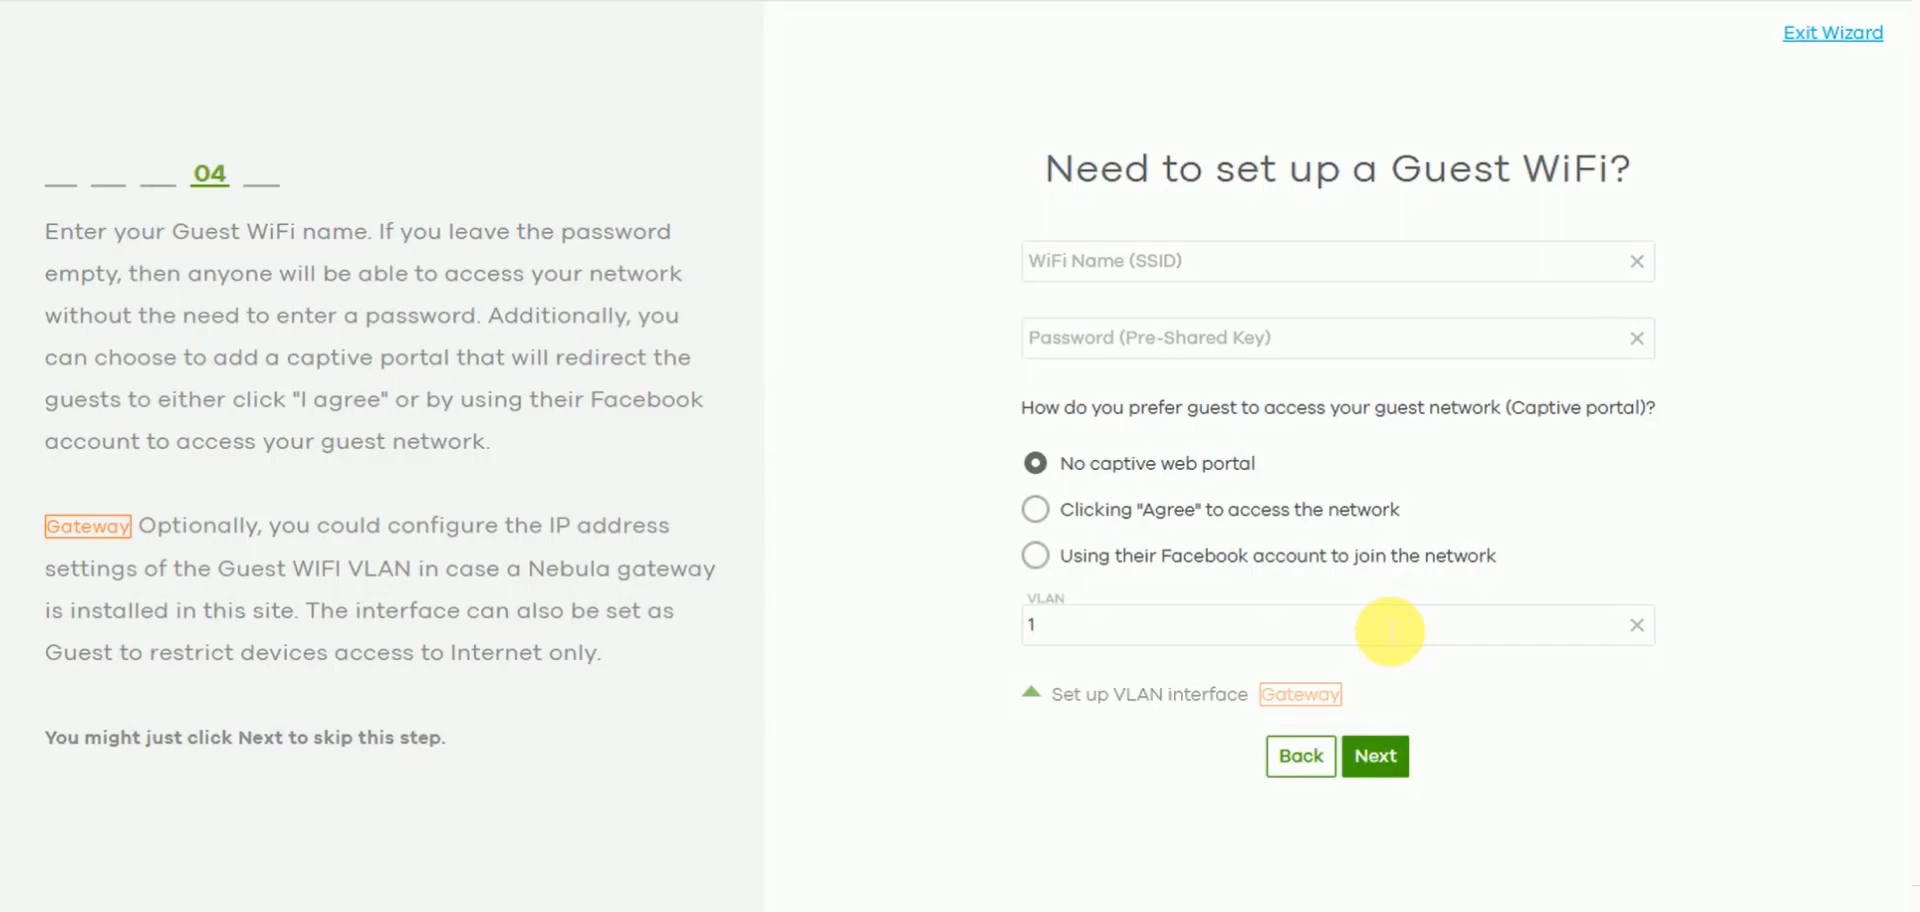 Exit Wizard
04
Enter your Guest WiFi name. If you leave the password
empty, then anyone will be able to access your network
without the need to enter a password. Additionally, you
can choose to add a captive portal that will redirect the
guests to either click "I agree" or by using their Facebook
account to access your guest network.
Gateway Optionally, you could configure the IP address
settings of the Guest WIFI VLAN in case a Nebula gateway
is installed in this site. The interface can also be set as
Guest to restrict devices access to Internet only.
You might just click Next to skip this step.
Need to set up a Guest WiFi?
WiFi Name (SSID)
Password (Pre-Shared Key)
How do you prefer guest to access your guest network (Captive portal)?
No captive web portal
Clicking "Agree" to access the network
Using their Facebook account to join the network
VLAN
1
Set up VLAN interface Gateway
Back Next